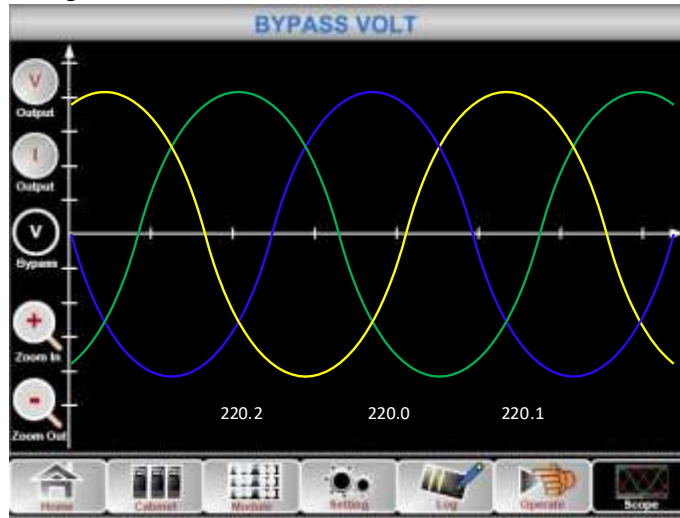 BYPASS VOLT
V
Output
I
Output
V
Bypass
+
Zoom In
-
Zoom Out
220.2 220.0 220.1
Home Cabinet Module Setting Log Operate Scope